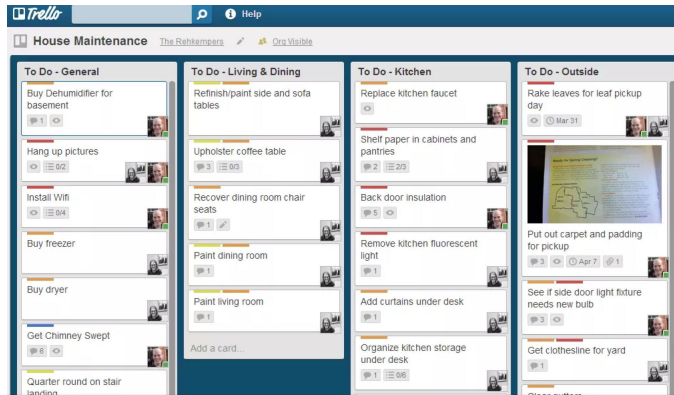 Trello
Help
House Maintenance
The Rehkampers
Org Visible
To Do - General
Buy Dehumidifier for
basement
1
Hang up pictures
0/2
Install Wifi
0/4
Buy freezer
Buy dryer
Get Chimney Swept
6
Quarter round on stair
landing
To Do - Living & Dining
Refinish/paint side and sofa
tables
Upholster coffee table
3 0/3
Recover dining room chair
seats
1
Paint dining room
1
Paint living room
1
Add a card...
To Do - Kitchen
Replace kitchen faucet
Shelf paper in cabinets and
pantries
2 2/3
Back door insulation
5
Remove kitchen fluorescent
light
1
Add curtains under desk
1
Organize kitchen storage
under desk
1 0/6
To Do - Outside
Rake leaves for leaf pickup
day
Mar 31
Put out carpet and padding
for pickup
3 Apr 7 1
See if side door light fixture
needs new bulb
3
Get clothesline for yard
1
Clean gutters